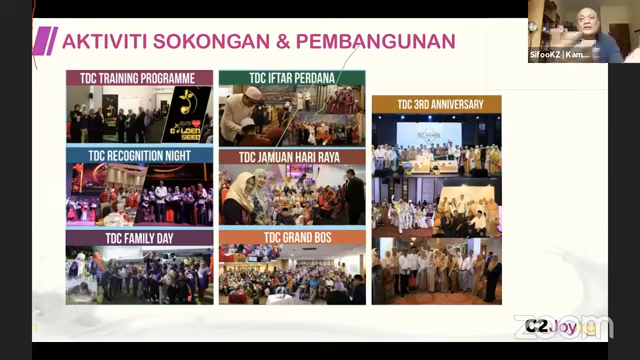 AKTIVITI SOKONGAN & PEMBANGUNAN
SifooKZ | Kam...
TDC TRAINING PROGRAMME
TDC IFTAR PERDANA
TDC 3RD ANNIVERSARY
GOLDEN
SEED
TDC RECOGNITION NIGHT
TDC JAMUAN HARI RAYA
TDC FAMILY DAY
TDC GRAND BOS
C2Joy
zoom